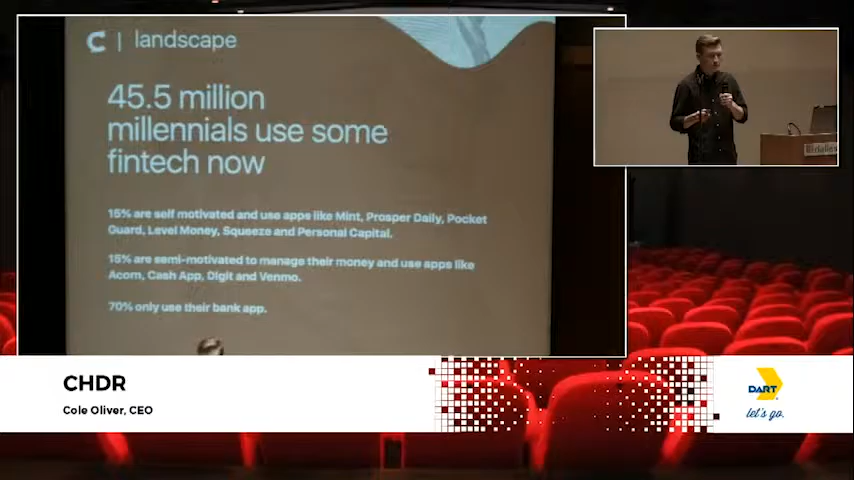 C | landscape
45.5 million
millennials use some
fintech now
15% are self motivated and use apps like Mint, Prosper Daily, Pocket
Guard, Level Money, Squeeze and Personal Capital.
15% are semi-motivated to manage their money and use apps like
Acorn, Cash App, Digit and Venmo.
70% only use their bank app.
CHDR
Cole Oliver, CEO
DART
let's go.